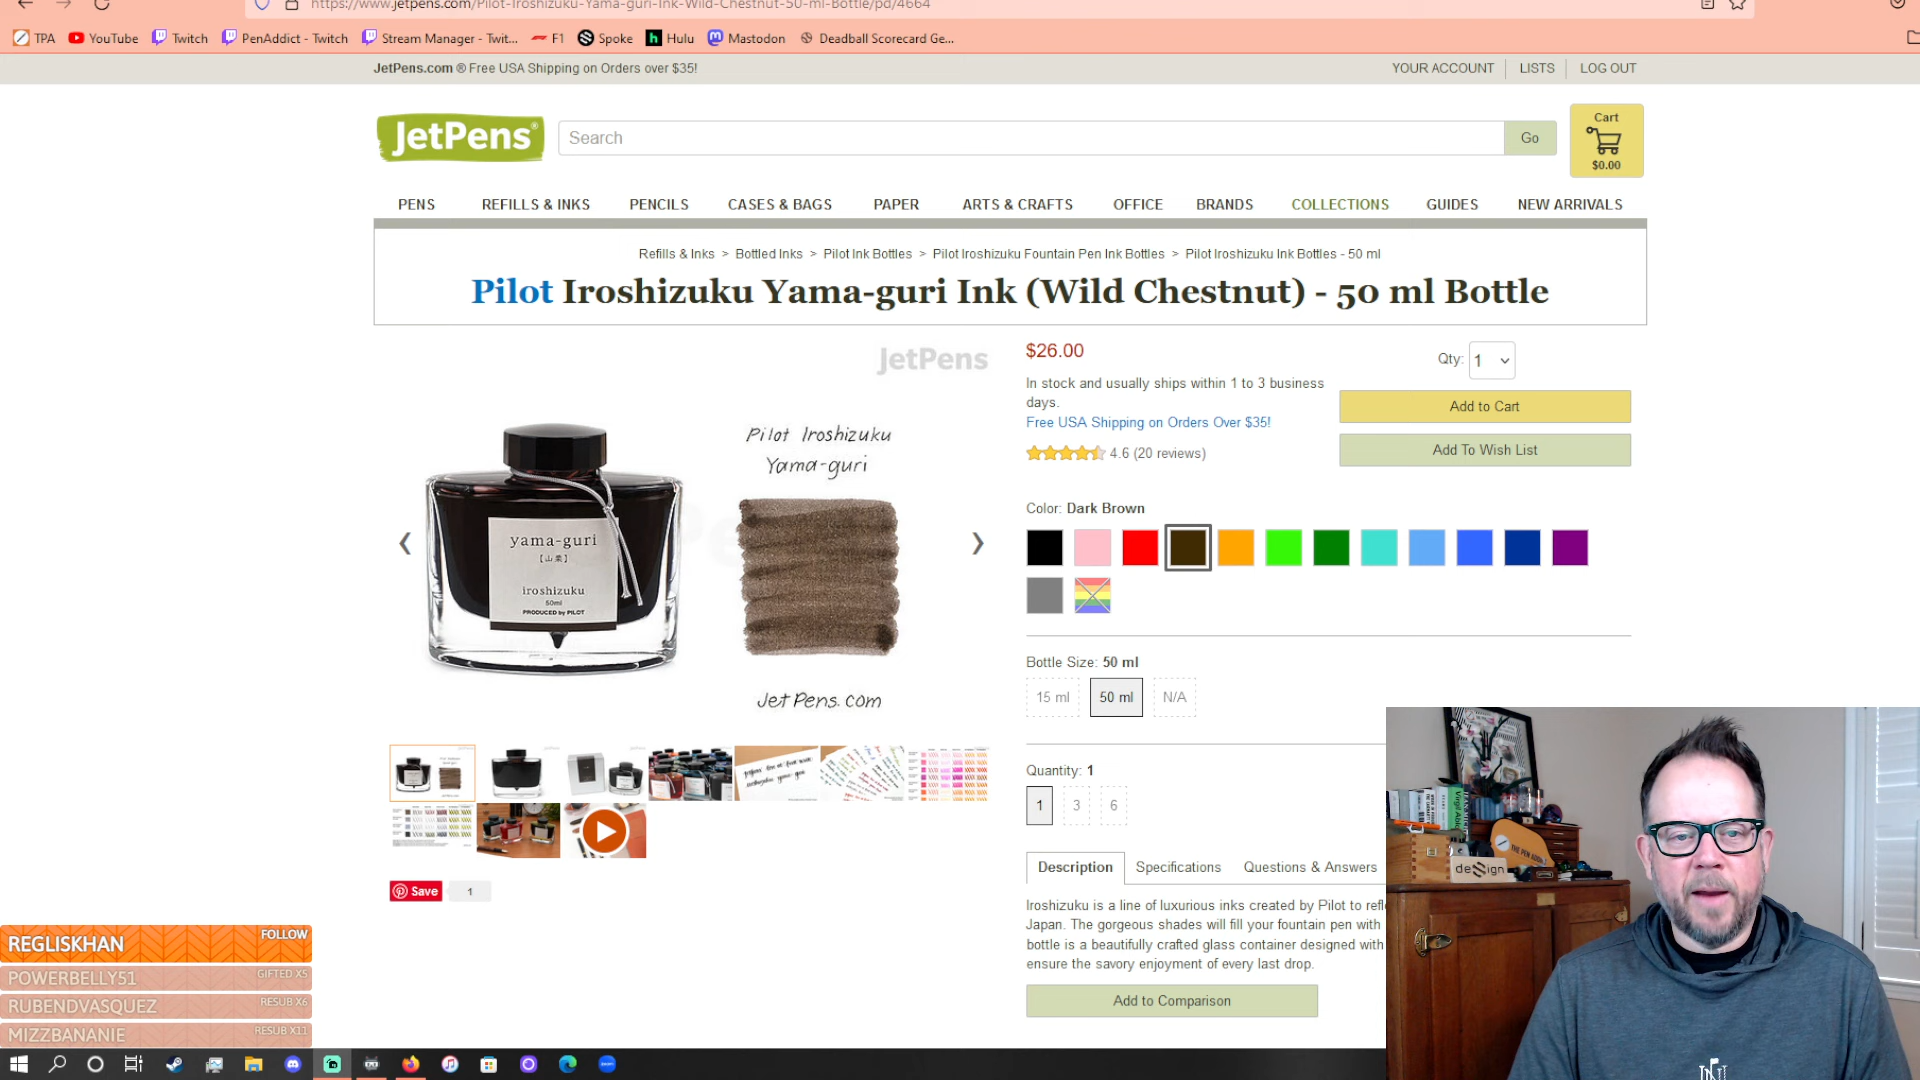 https://www.jetpens.com/Pilot-Iroshizuku-Yama-guri-Ink-Wild-Chestnut-50-ml-Bottle/pd/4664
TPA YouTube Twitch PenAddict - Twitch Stream Manager - Twit... F1 Spoke Hulu Mastodon Deadball Scorecard Ge...
JetPens.com ® Free USA Shipping on Orders over $35!
YOUR ACCOUNT LISTS LOG OUT
JetPens®
Search
Go
Cart
$0.00
PENS REFILLS & INKS PENCILS CASES & BAGS PAPER ARTS & CRAFTS OFFICE BRANDS COLLECTIONS GUIDES NEW ARRIVALS
Refills & Inks > Bottled Inks > Pilot Ink Bottles > Pilot Iroshizuku Fountain Pen Ink Bottles > Pilot Iroshizuku Ink Bottles - 50 ml
Pilot Iroshizuku Yama-guri Ink (Wild Chestnut) - 50 ml Bottle
JetPens
Pilot Iroshizuku
Yama-guri
yama-guri
【山栗】
iroshizuku
50ml
PRODUCED by PILOT
JetPens.com
Save
1
$26.00
In stock and usually ships within 1 to 3 business
days.
Free USA Shipping on Orders Over $35!
4.6 (20 reviews)
Qty: 1
Add to Cart
Add To Wish List
Color: Dark Brown
Bottle Size: 50 ml
15 ml 50 ml N/A
Quantity: 1
1 3 6
Description Specifications Questions & Answers
Iroshizuku is a line of luxurious inks created by Pilot to refl
Japan. The gorgeous shades will fill your fountain pen with
bottle is a beautifully crafted glass container designed with
ensure the savory enjoyment of every last drop.
Add to Comparison
REGLISKHAN FOLLOW
POWERBELLY51 GIFTED X5
RUBENDVASQUEZ RESUB X6
MIZZBANANIE RESUB X11
THE PEN ADDICT